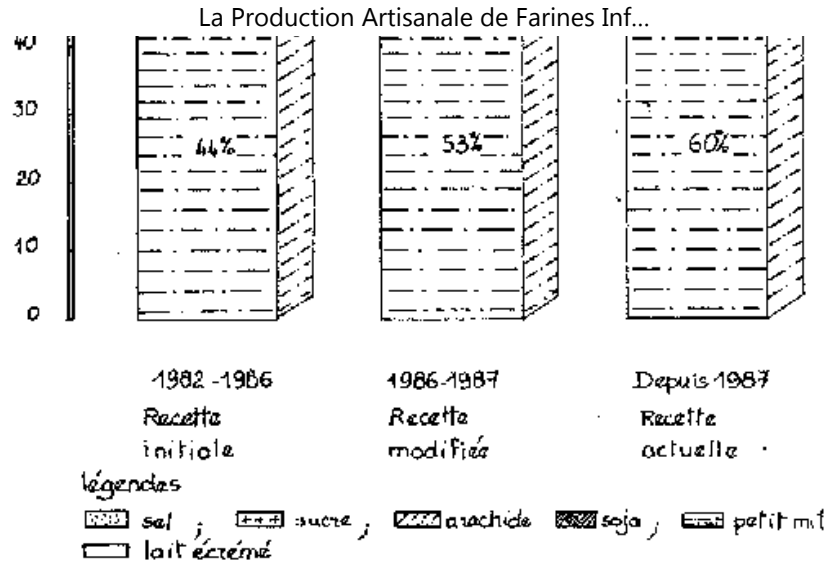 La Production Artisanale de Farines Inf...
40
30
20
10
0
44% 53% 60%
1982-1986 1986-1987 Depuis 1987
Recette Recette Recette
initiale modifiée actuelle
légendes
sel ; sucre ; arachide soja ; petit mil
lait écrémé